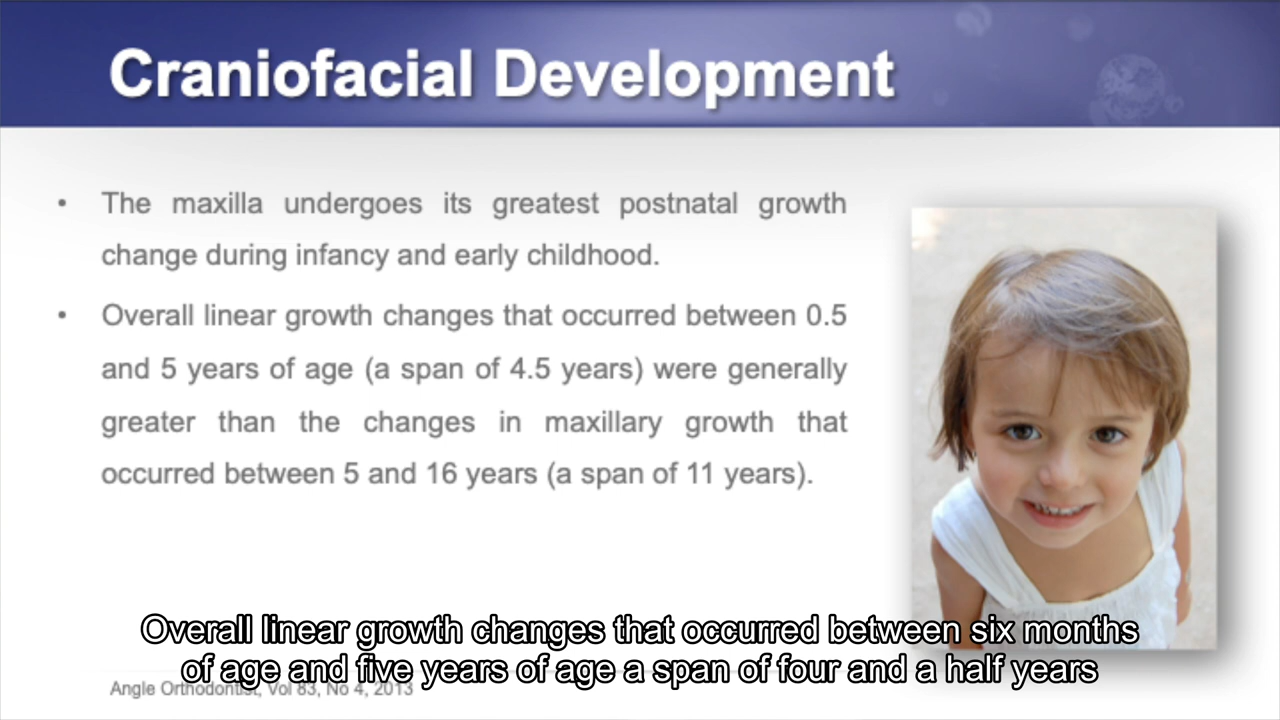 Craniofacial Development
• The maxilla undergoes its greatest postnatal growth
change during infancy and early childhood.
• Overall linear growth changes that occurred between 0.5
and 5 years of age (a span of 4.5 years) were generally
greater than the changes in maxillary growth that
occurred between 5 and 16 years (a span of 11 years).
Overall linear growth changes that occurred between six months
of age and five years of age a span of four and a half years
Angle Orthodontist, Vol 83, No 4, 2013